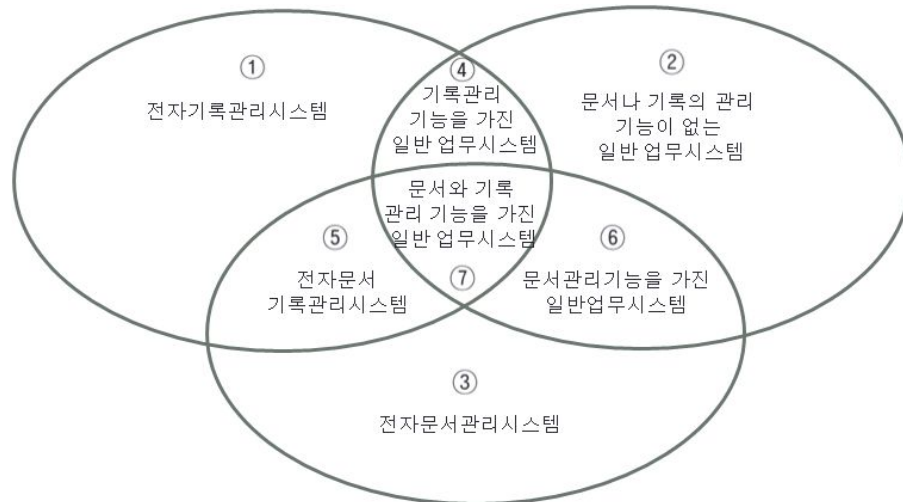 ①
전자기록관리시스템
④
기록관리
기능을 가진
일반 업무시스템
②
문서나 기록의 관리
기능이 없는
일반 업무시스템
문서와 기록
관리 기능을 가진
일반 업무시스템
⑦
⑤
전자문서
기록관리시스템
⑥
문서관리기능을 가진
일반업무시스템
③
전자문서관리시스템